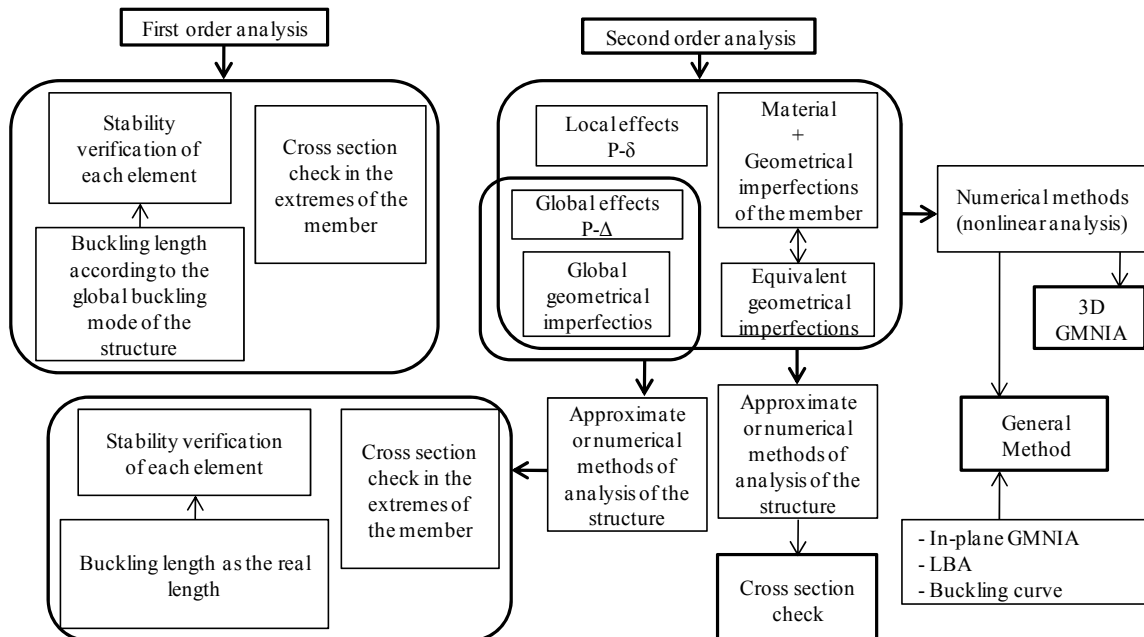 First order analysis
Stability
verification of
each element
Cross section
check in the
extremes of the
member
Buckling length
according to the
global buckling
mode of the
structure
Second order analysis
Local effects
P-δ
Material
+
Geometrical
imperfections
of the member
Global effects
P-Δ
Global
geometrical
imperfectios
Equivalent
geometrical
imperfections
Numerical methods
(nonlinear analysis)
3D
GMNIA
General
Method
- In-plane GMNIA
- LBA
- Buckling curve
Approximate
or numerical
methods of
analysis of the
structure
Approximate
or numerical
methods of
analysis of the
structure
Cross section
check
Stability verification
of each element
Cross section
check in the
extremes of
the member
Buckling length as the real
length